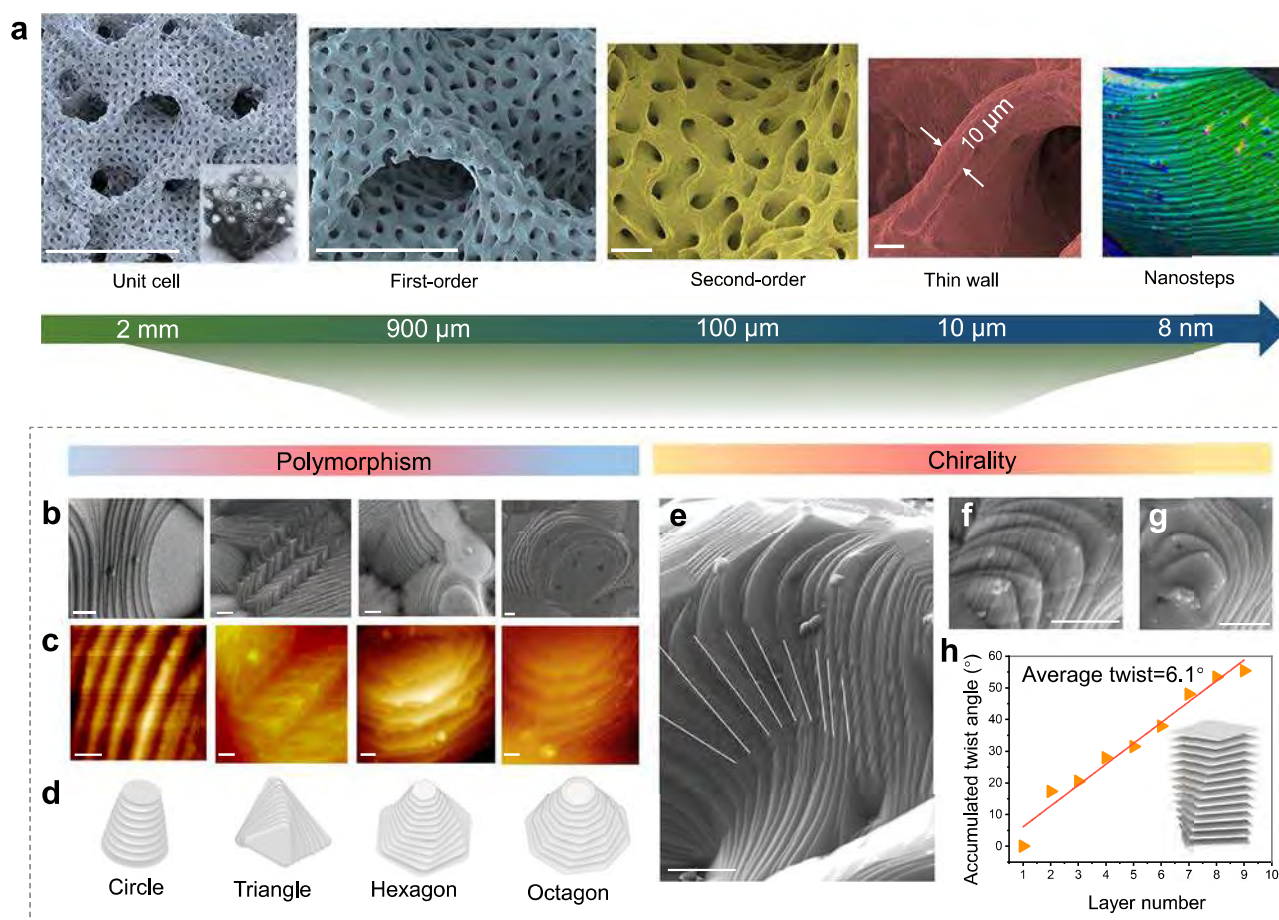 a
10 μm
Unit cell
First-order
Second-order
Thin wall
Nanosteps
2 mm
900 μm
100 μm
10 μm
8 nm
Polymorphism
Chirality
b
c
d
Circle
Triangle
Hexagon
Octagon
e
f
g
h
Average twist=6.1°
Accumulated twist angle (°)
60
50
40
30
20
10
0
1 2 3 4 5 6 7 8 9 10
Layer number